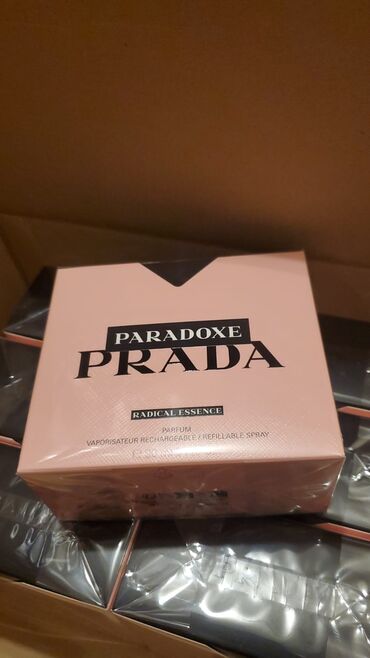 PARADOXE
PRADA
RADICAL ESSENCE
PARFUM
VAPORISATEUR RECHARGEABLE / REFILLABLE SPRAY